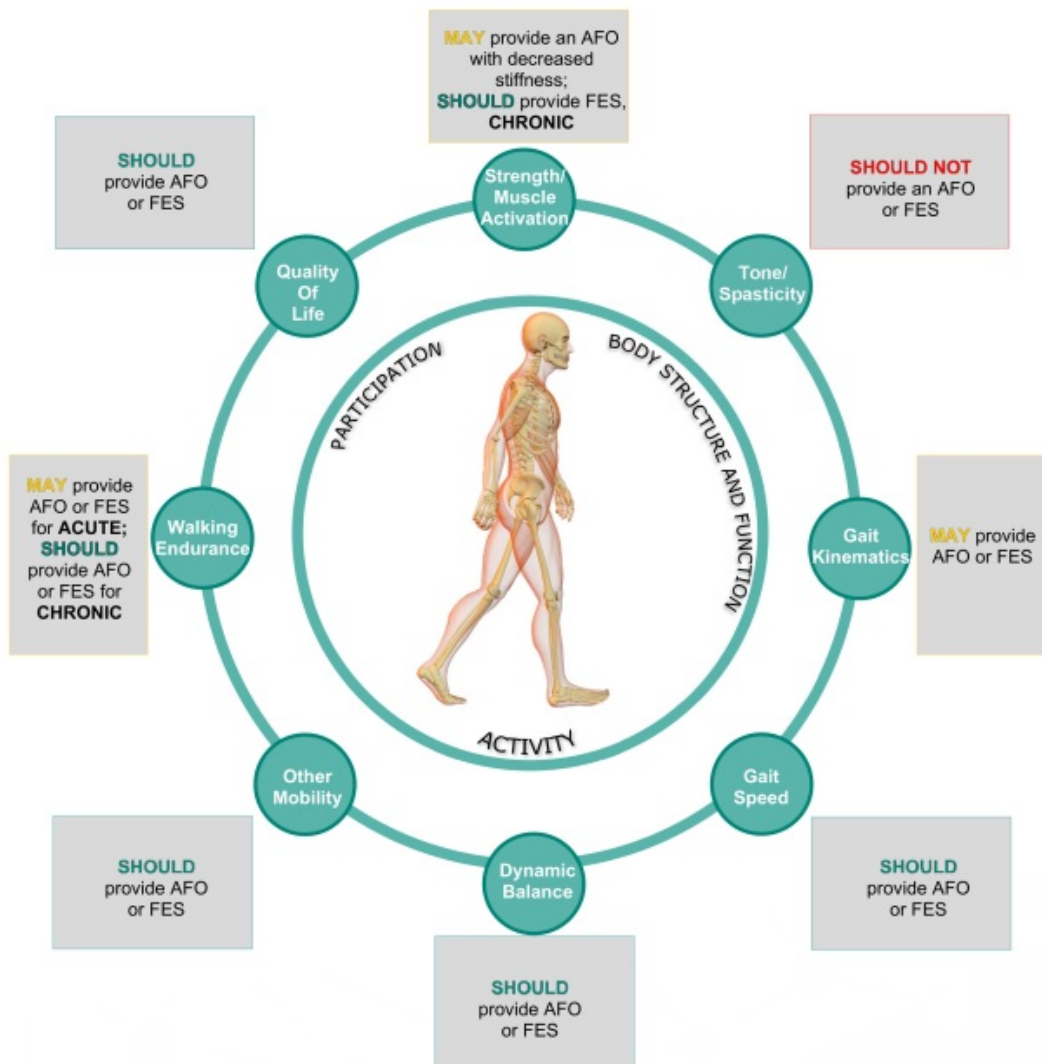 MAY provide an AFO
with decreased
stiffness;
SHOULD provide FES,
CHRONIC
Strength/
Muscle
Activation
SHOULD NOT
provide an AFO
or FES
Tone/
Spasticity
MAY provide
AFO or FES
Gait
Kinematics
SHOULD
provide AFO
or FES
Gait
Speed
SHOULD
provide AFO
or FES
Dynamic
Balance
SHOULD
provide AFO
or FES
Other
Mobility
MAY provide
AFO or FES
for ACUTE;
SHOULD
provide AFO
or FES for
CHRONIC
Walking
Endurance
SHOULD
provide AFO
or FES
Quality
Of
Life
PARTICIPATION
BODY STRUCTURE AND FUNCTION
ACTIVITY